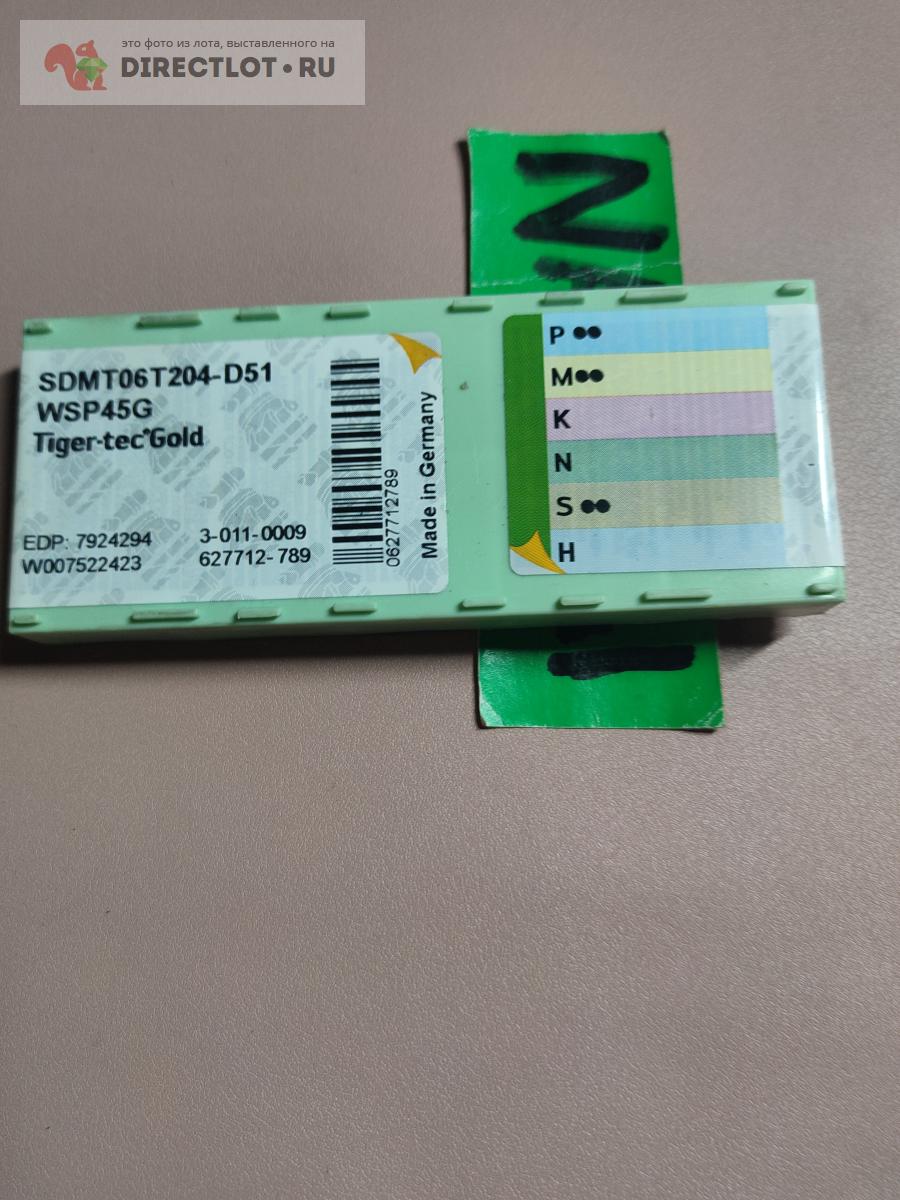 это фото из лота, выставленного на
DIRECTLOT•RU
N
SDMT06T204-D51
WSP45G
Tiger·tec®Gold
EDP: 7924294
W007522423
3-011-0009
627712-789
0627712789
Made in Germany
P ●●
M●●
K
N
S ●●
H